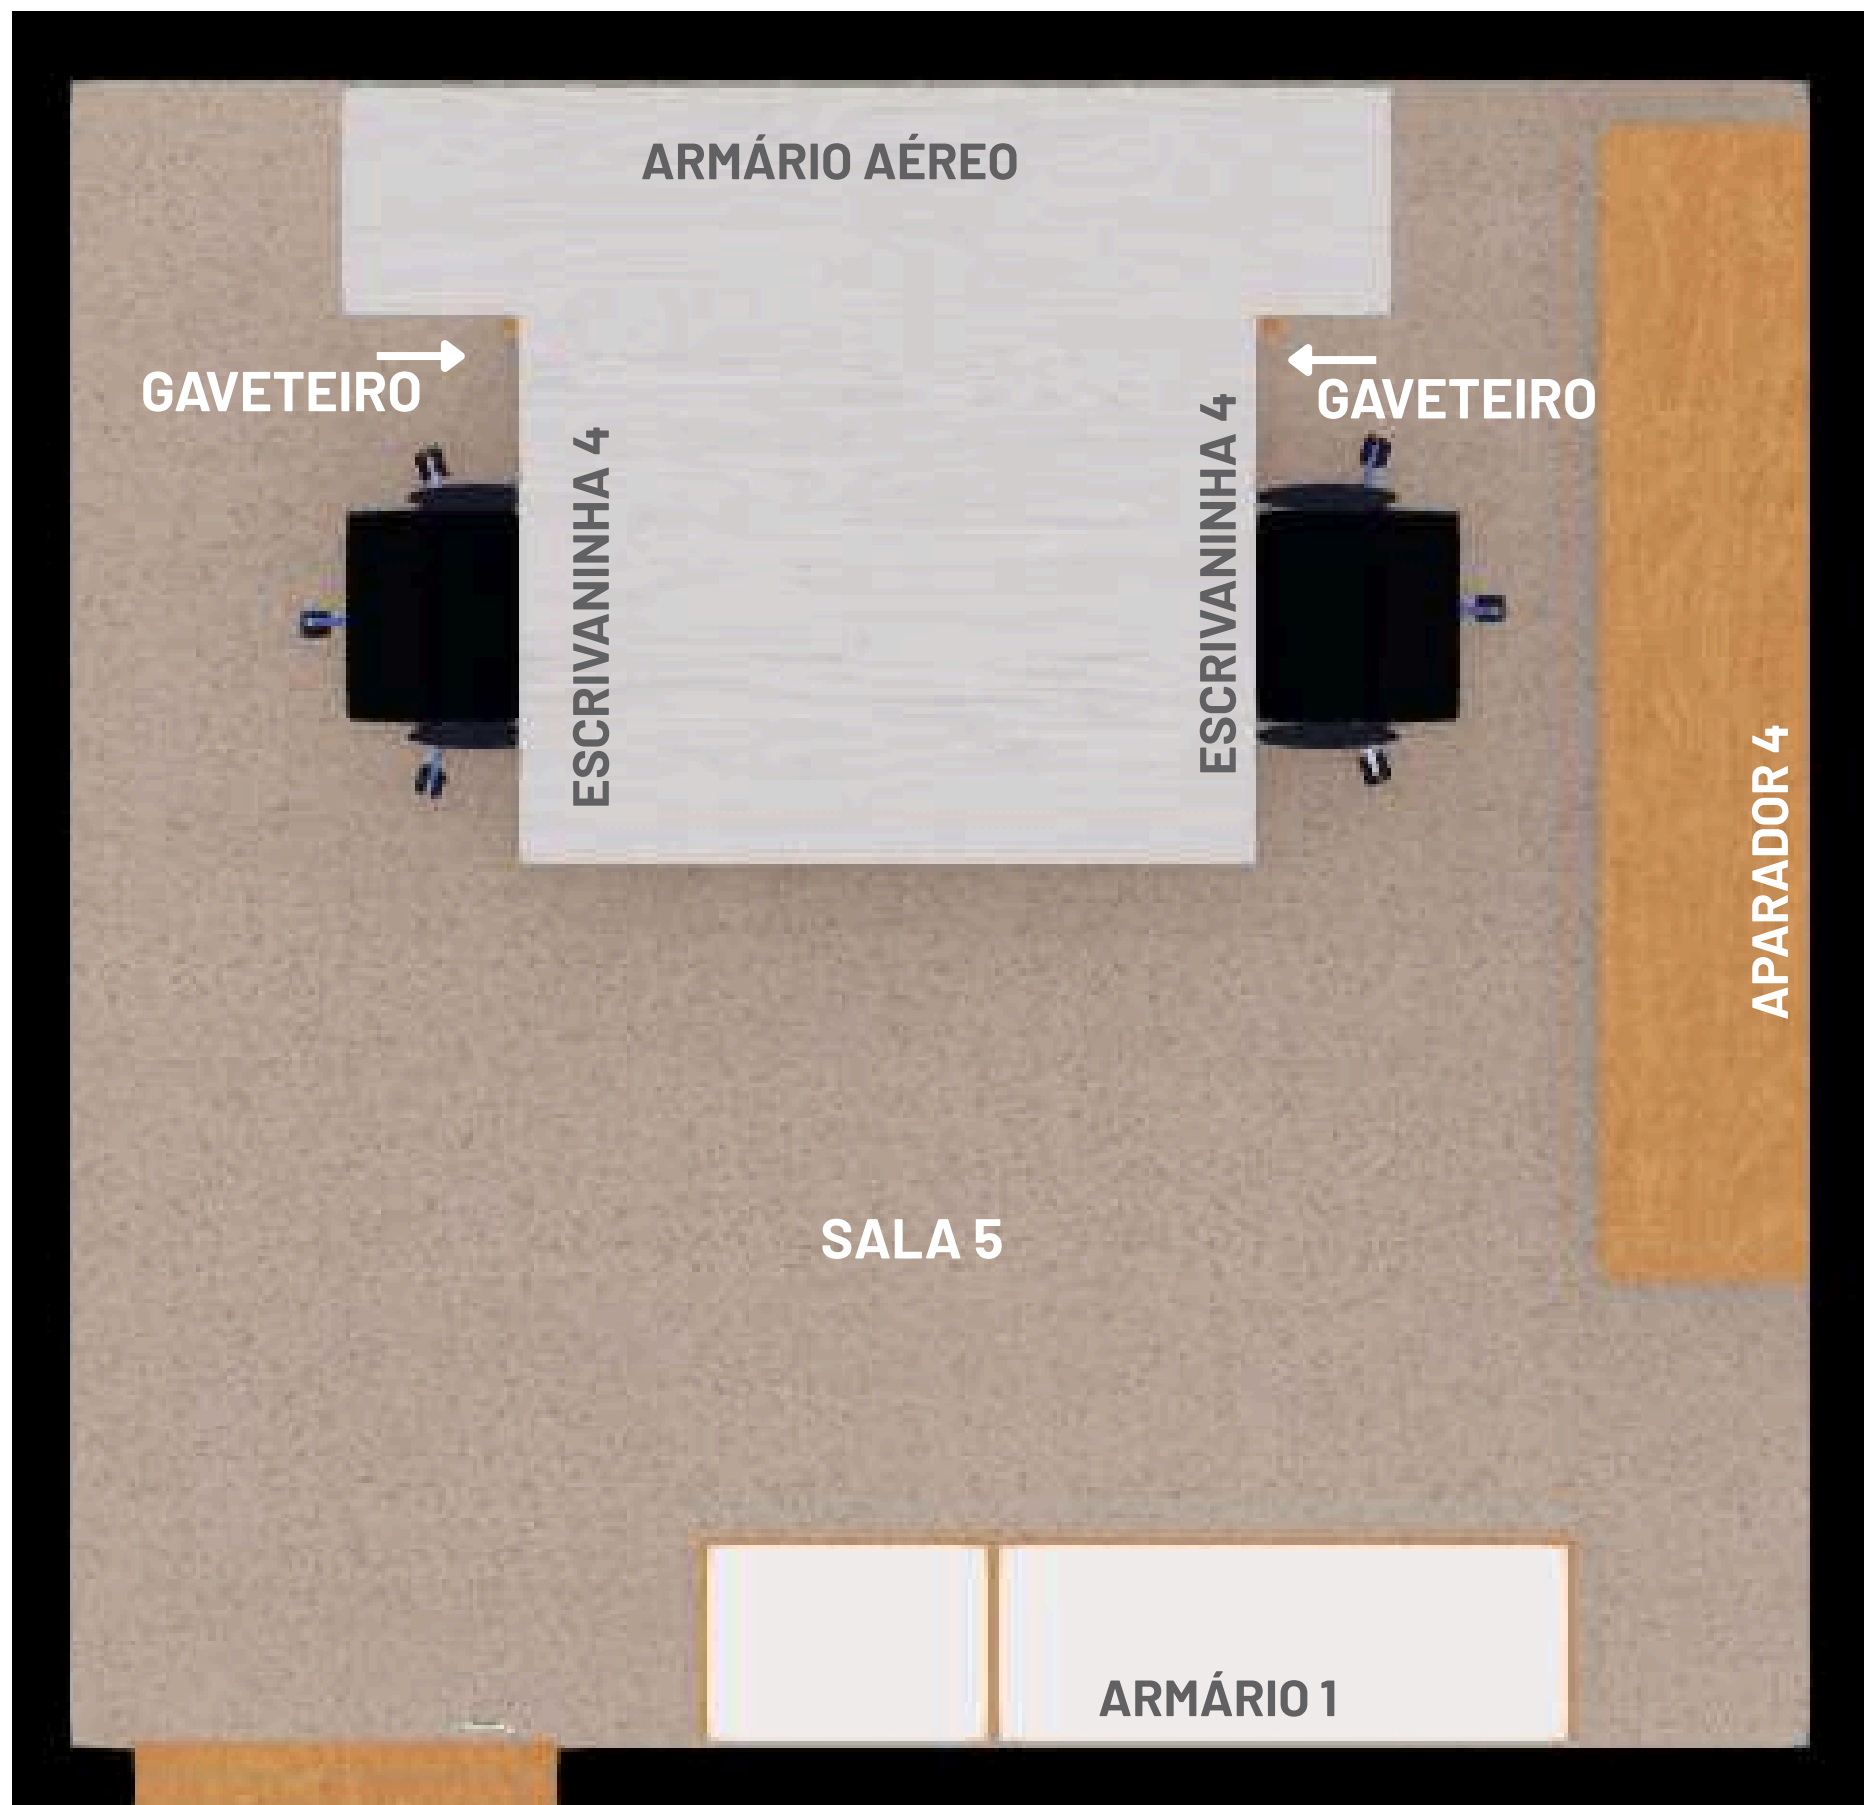 ARMÁRIO AÉREO
GAVETEIRO
GAVETEIRO
ESCRIVANINHA 4
ESCRIVANINHA 4
APARADOR 4
SALA 5
ARMÁRIO 1